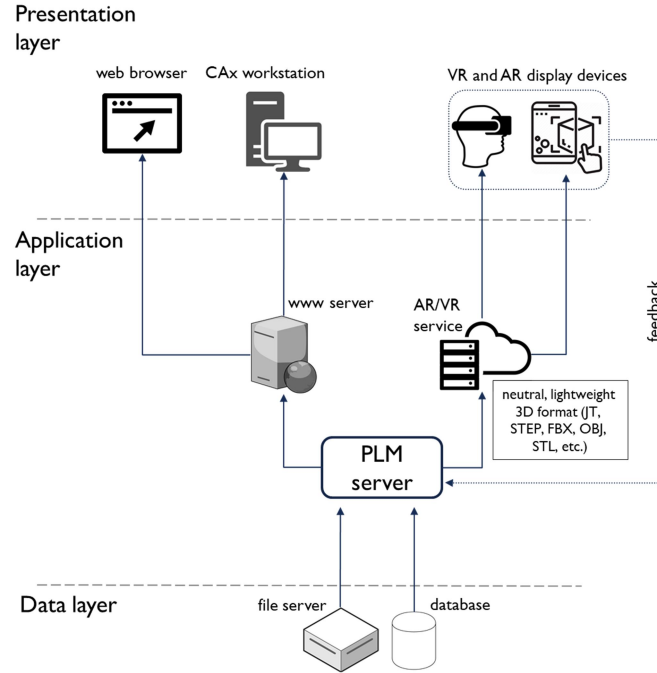 Presentation
layer
web browser
CAx workstation
VR and AR display devices
Application
layer
www server
AR/VR
service
feedback
neutral, lightweight
3D format (JT,
STEP, FBX, OBJ,
STL, etc.)
PLM
server
Data layer
file server
database